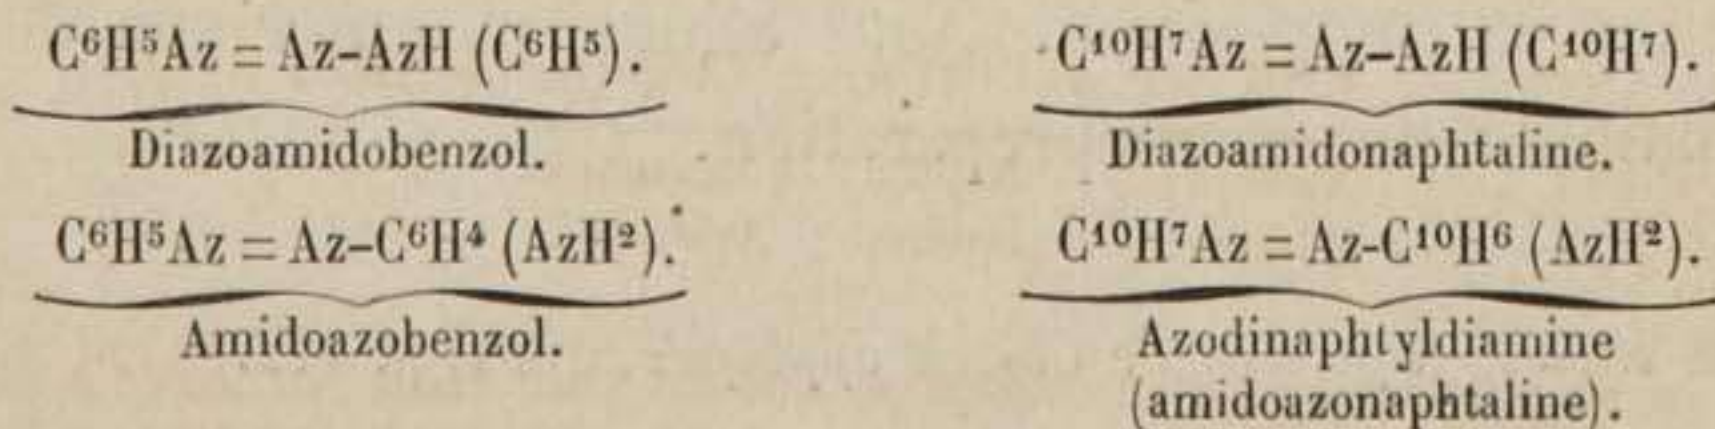 C⁶H⁵Az = Az–AzH (C⁶H⁵). C¹⁰H⁷Az = Az–AzH (C¹⁰H⁷).
Diazoamidobenzol. Diazoamidonaphtaline.
C⁶H⁵Az = Az–C⁶H⁴ (AzH²). C¹⁰H⁷Az = Az-C¹⁰H⁶ (AzH²).
Amidoazobenzol. Azodinaphtyldiamine
(amidoazonaphtaline).